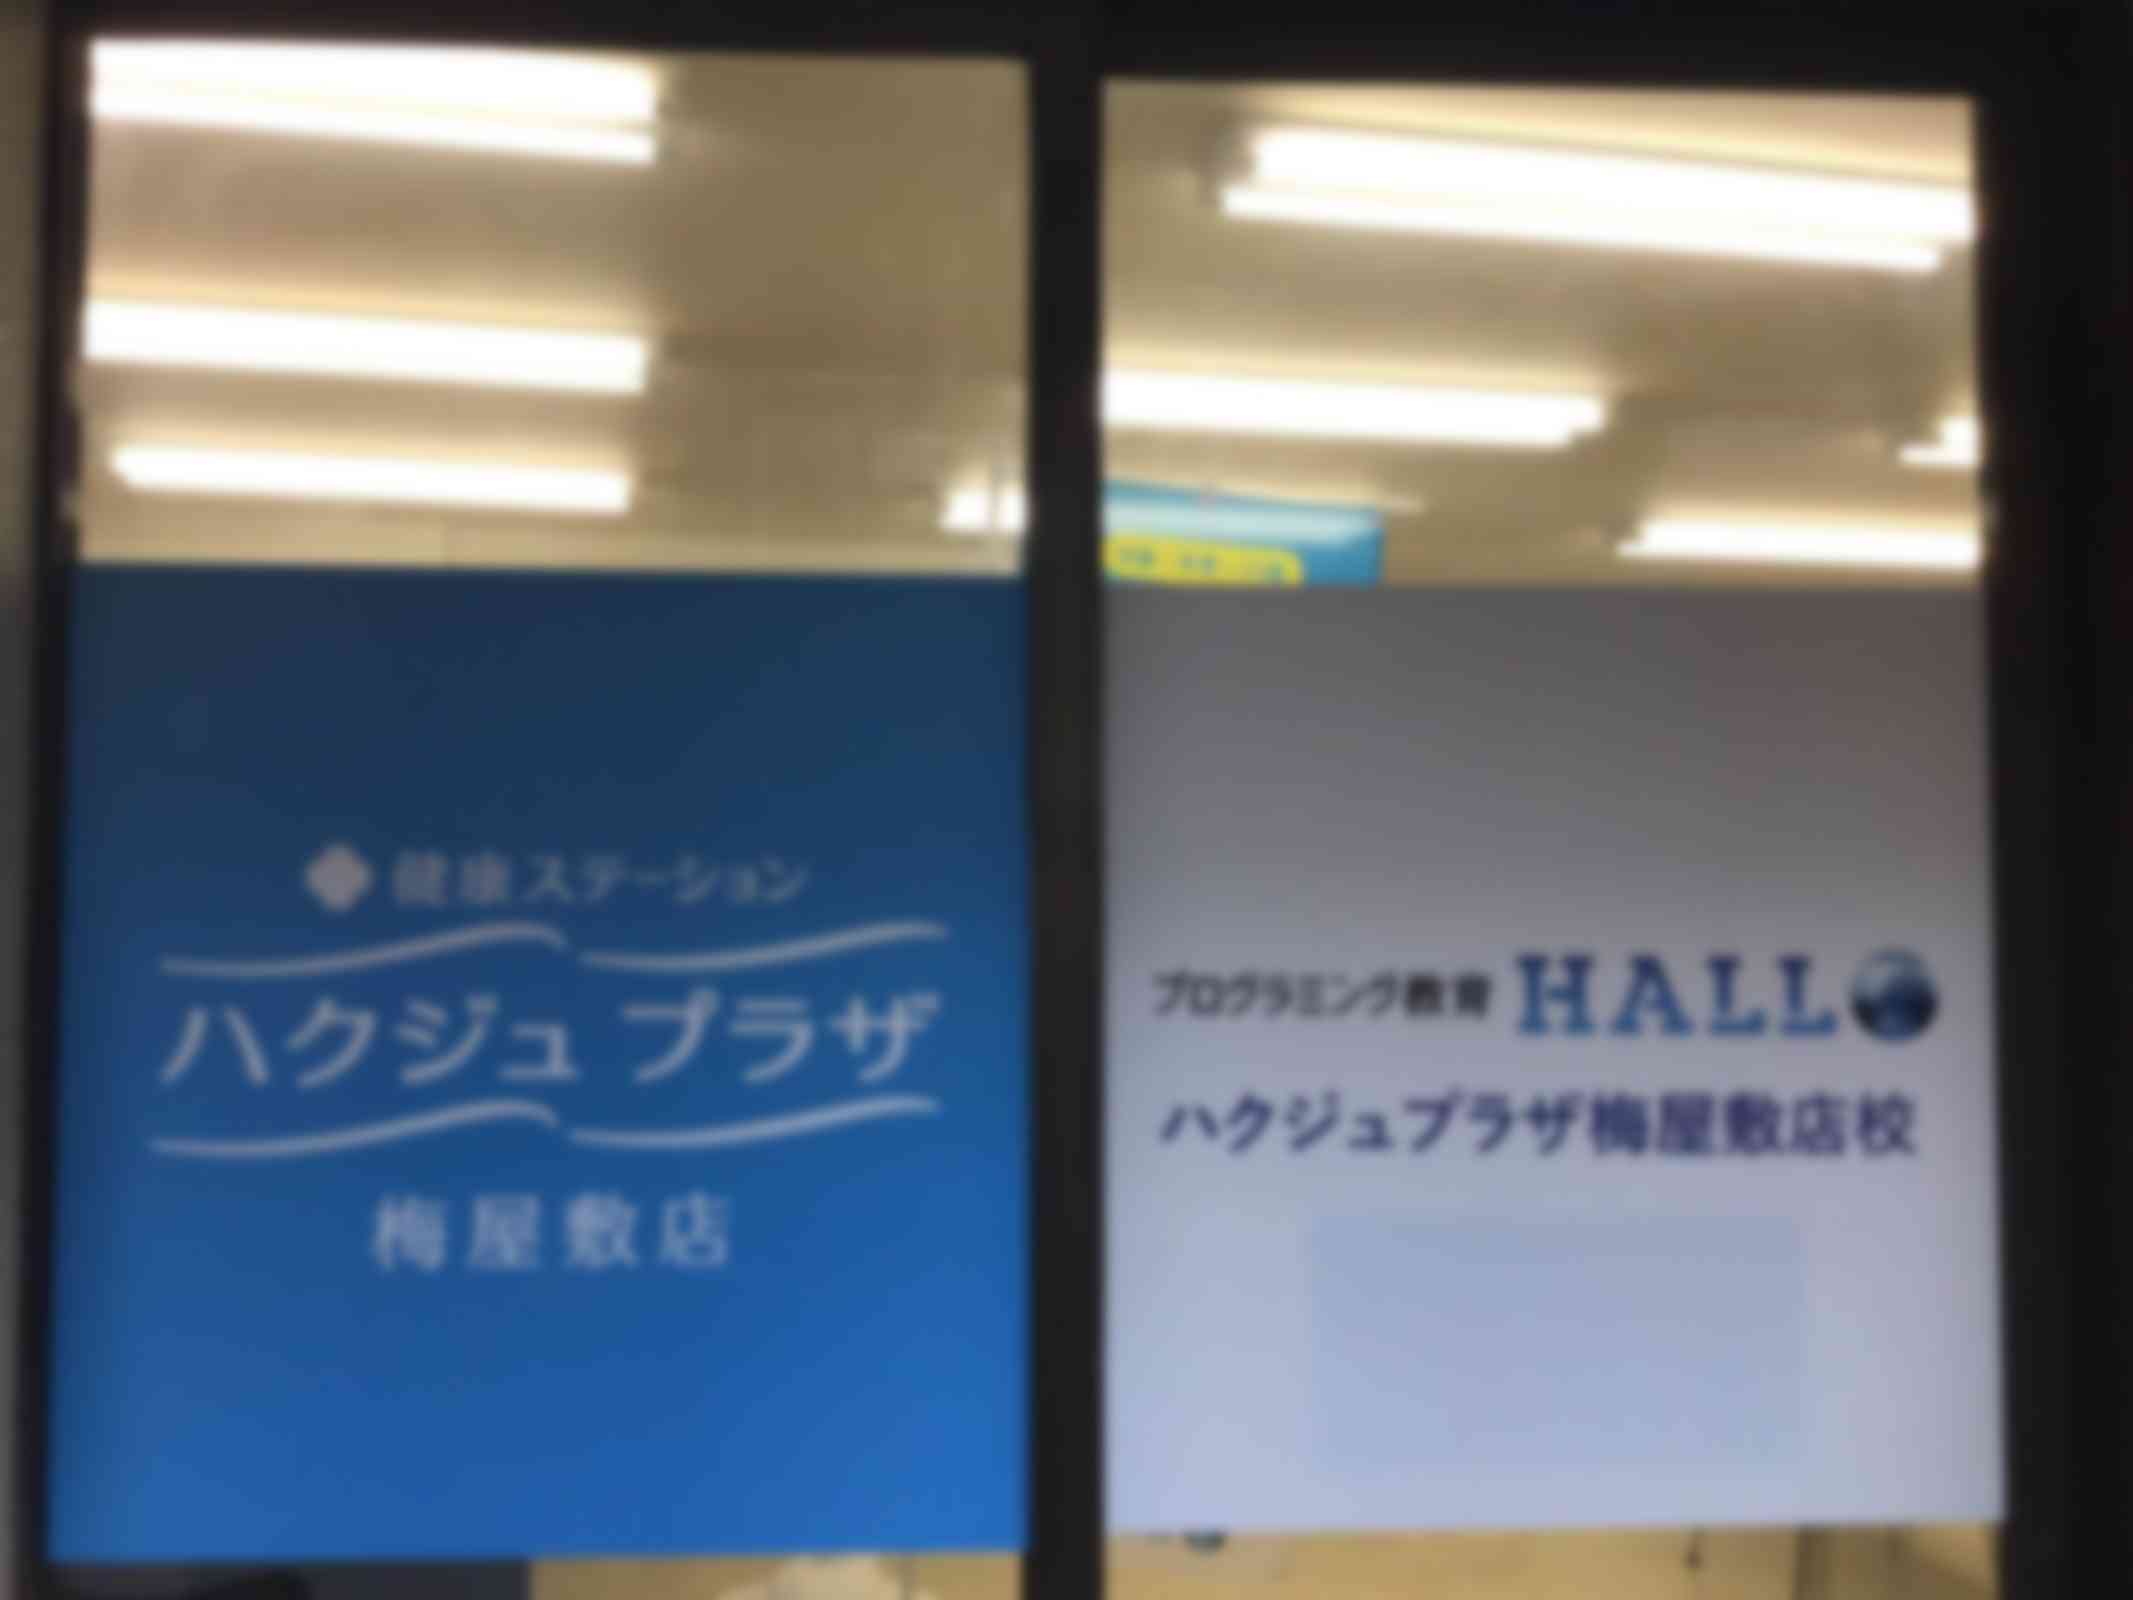 健康ステーション
ハクジュプラザ
梅屋敷店
プログラミング教育 HALLO
ハクジュプラザ梅屋敷店校